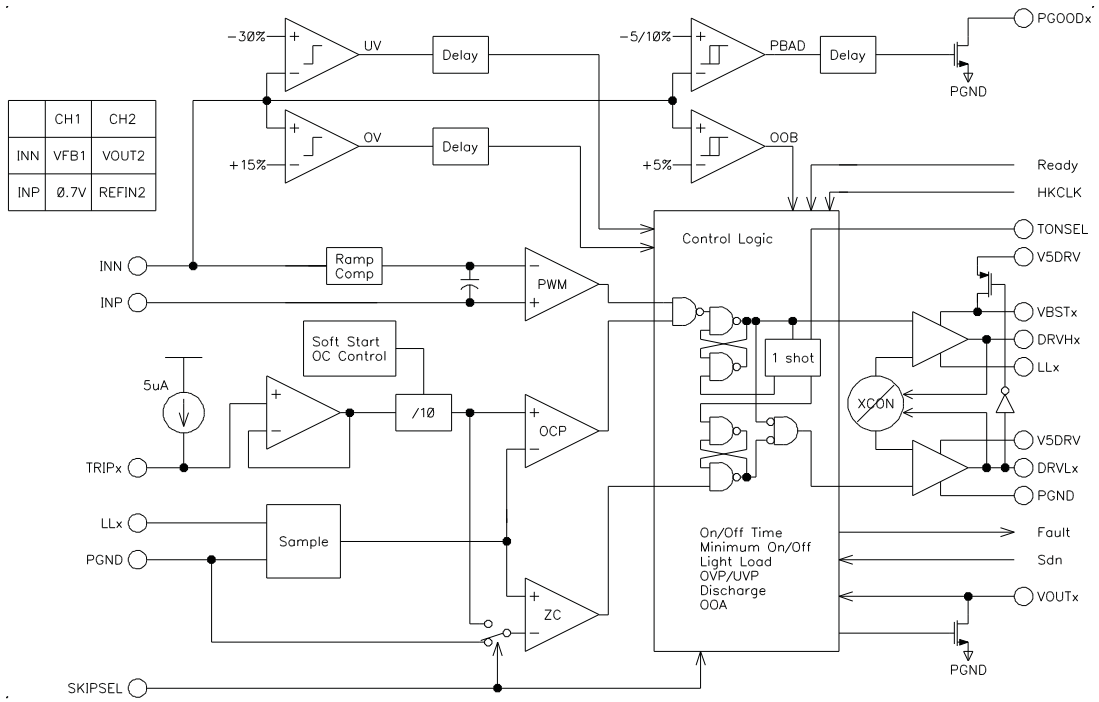 PGOODx
-30%
UV
Delay
-5/10%
PBAD
Delay
PGND
CH1 CH2
INN VFB1 VOUT2
INP 0.7V REFIN2
OV
Delay
+15%
OOB
+5%
Ready
HKCLK
TONSEL
Control Logic
V5DRV
INN
Ramp
Comp
PWM
INP
VBSTx
DRVHx
LLx
Soft Start
OC Control
1 shot
5uA
/10
OCP
XCON
TRIPx
V5DRV
DRVLx
PGND
LLx
Sample
PGND
On/Off Time
Minimum On/Off
Light Load
OVP/UVP
Discharge
OOA
Fault
Sdn
VOUTx
ZC
PGND
SKIPSEL